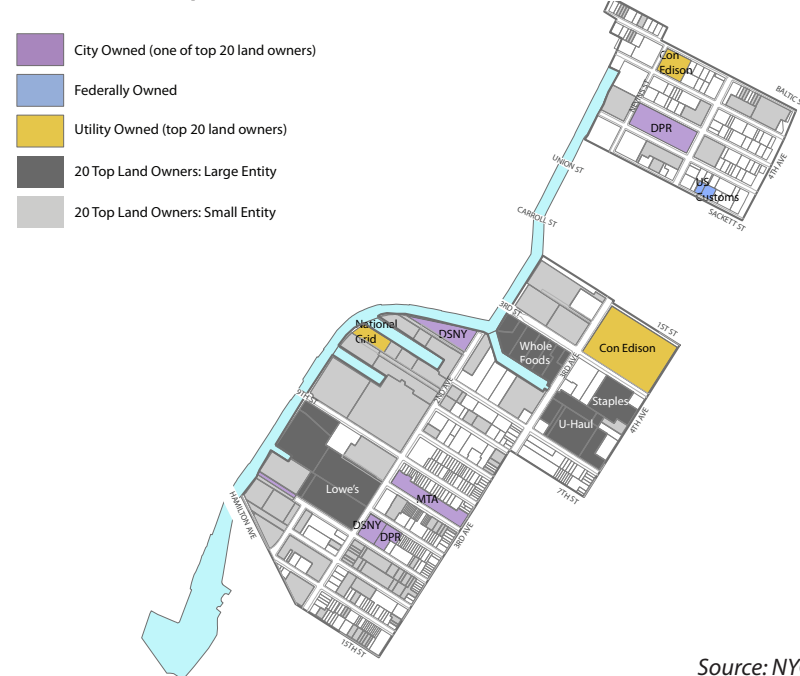 City Owned (one of top 20 land owners)
Federally Owned
Utility Owned (top 20 land owners)
20 Top Land Owners: Large Entity
20 Top Land Owners: Small Entity
Con
Edison
NEVINS ST
BALTIC S
DPR
4TH AVE
UNION ST
US
Customs
SACKETT ST
CARROLL ST
3RD ST
1ST ST
National
Grid
DSNY
Whole
Foods
3RD AVE
Con Edison
2ND AVE
Staples
9TH ST
U-Haul
4TH AVE
Lowe's
MTA
7TH ST
HAMILTON AVE
DSNY
DPR
3RD AVE
15TH ST
Source: NY